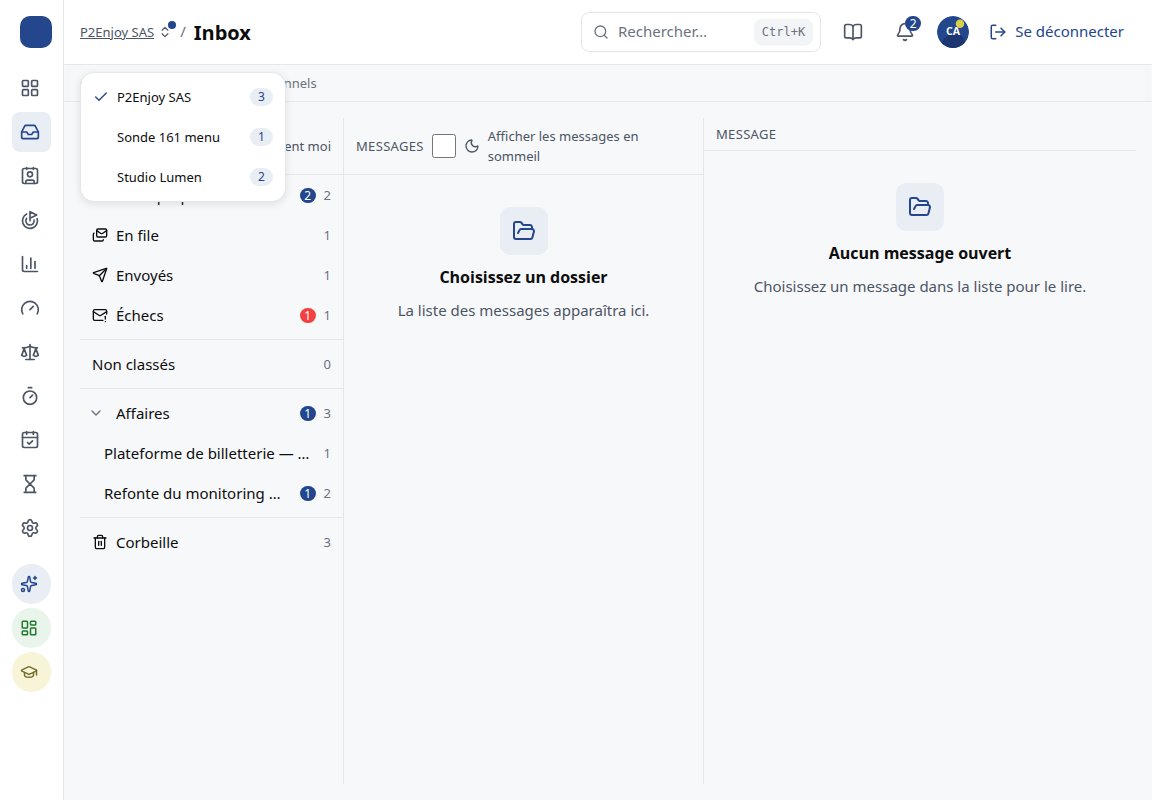 P2Enjoy SAS / Inbox
Rechercher... Ctrl+K
2
CA
Se déconnecter
P2Enjoy SAS 3
Sonde 161 menu 1
Studio Lumen 2
nnels
ent moi
2 2
En file 1
Envoyés 1
Échecs 1 1
Non classés 0
Affaires 1 3
Plateforme de billetterie — ... 1
Refonte du monitoring ... 1 2
Corbeille 3
MESSAGES
Afficher les messages en
sommeil
Choisissez un dossier
La liste des messages apparaîtra ici.
MESSAGE
Aucun message ouvert
Choisissez un message dans la liste pour le lire.